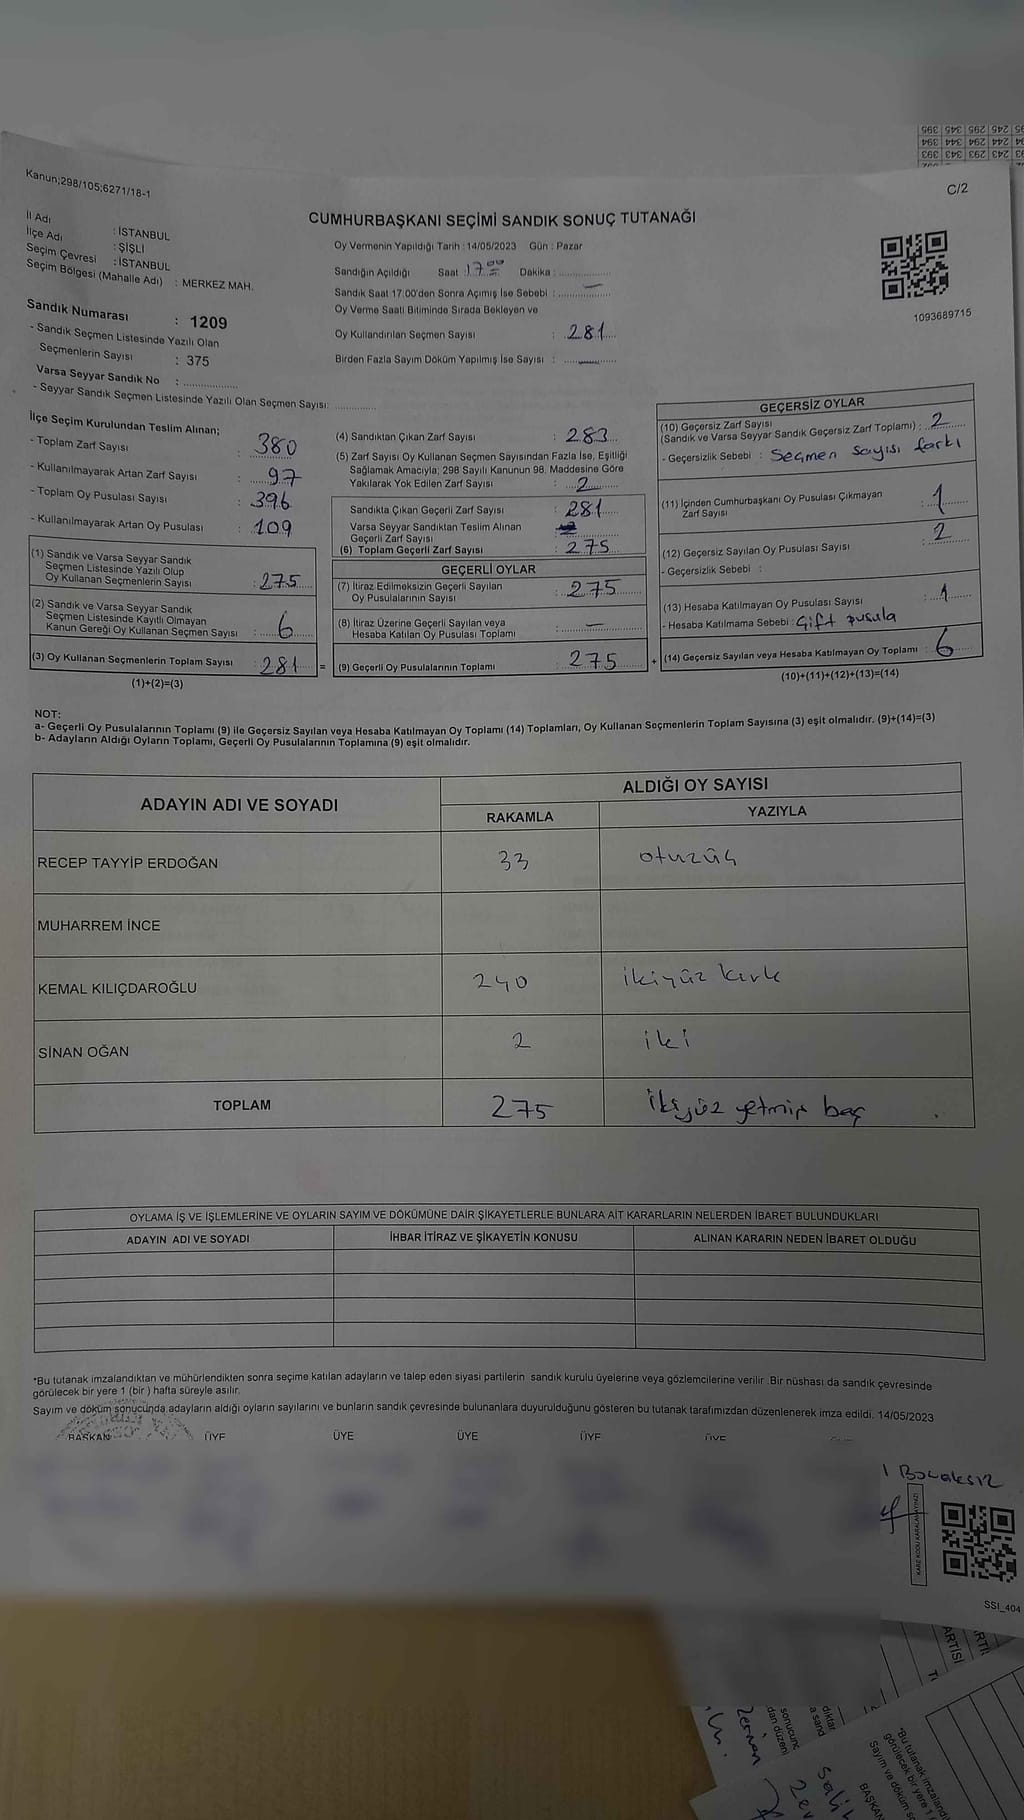 Kanun;298/105;6271/18-1
C/2
CUMHURBAŞKANI SEÇİMİ SANDIK SONUÇ TUTANAĞI
İl Adı : İSTANBUL
İlçe Adı : ŞİŞLİ
Seçim Çevresi : İSTANBUL
Seçim Bölgesi (Mahalle Adı) : MERKEZ MAH.
Sandık Numarası : 1209
- Sandık Seçmen Listesinde Yazılı Olan
Seçmenlerin Sayısı : 375
Varsa Seyyar Sandık No : ................
- Seyyar Sandık Seçmen Listesinde Yazılı Olan Seçmen Sayısı: ............
Oy Vermenin Yapıldığı Tarih : 14/05/2023 Gün : Pazar
Sandığın Açıldığı Saat : 17.00 Dakika : ...............
Sandık Saat 17:00'den Sonra Açımış İse Sebebi : ............... —
Oy Verme Saati Bitiminde Sırada Bekleyen ve
Oy Kullandırılan Seçmen Sayısı : 281
Birden Fazla Sayım Döküm Yapılmış İse Sayısı : —
1093689715
İlçe Seçim Kurulundan Teslim Alınan;
- Toplam Zarf Sayısı : 380
- Kullanılmayarak Artan Zarf Sayısı : 97
- Toplam Oy Pusulası Sayısı : 396
- Kullanılmayarak Artan Oy Pusulası : 109
(1) Sandık ve Varsa Seyyar Sandık
Seçmen Listesinde Yazılı Olup
Oy Kullanan Seçmenlerin Sayısı : 275
(2) Sandık ve Varsa Seyyar Sandık
Seçmen Listesinde Kayıtlı Olmayan
Kanun Gereği Oy Kullanan Seçmen Sayısı : 6
(3) Oy Kullanan Seçmenlerin Toplam Sayısı : 281 =
(1)+(2)=(3)
(4) Sandıktan Çıkan Zarf Sayısı : 283
(5) Zarf Sayısı Oy Kullanan Seçmen Sayısından Fazla İse, Eşitliği
Sağlamak Amacıyla; 298 Sayılı Kanunun 98. Maddesine Göre
Yakılarak Yok Edilen Zarf Sayısı : 2
Sandıkta Çıkan Geçerli Zarf Sayısı : 281
Varsa Seyyar Sandıktan Teslim Alınan
Geçerli Zarf Sayısı :
(6) Toplam Geçerli Zarf Sayısı : 275
GEÇERLİ OYLAR
(7) İtiraz Edilmeksizin Geçerli Sayılan
Oy Pusulalarının Sayısı : 275
(8) İtiraz Üzerine Geçerli Sayılan veya
Hesaba Katılan Oy Pusulası Toplamı : —
(9) Geçerli Oy Pusulalarının Toplamı : 275 +
GEÇERSİZ OYLAR
(10) Geçersiz Zarf Sayısı
(Sandık ve Varsa Seyyar Sandık Geçersiz Zarf Toplamı) : 2
- Geçersizlik Sebebi : Seçmen sayısı farkı
(11) İçinden Cumhurbaşkanı Oy Pusulası Çıkmayan
Zarf Sayısı : 1
(12) Geçersiz Sayılan Oy Pusulası Sayısı 2
- Geçersizlik Sebebi :
(13) Hesaba Katılmayan Oy Pusulası Sayısı : 1
- Hesaba Katılmama Sebebi : Çift pusula
(14) Geçersiz Sayılan veya Hesaba Katılmayan Oy Toplamı : 6
(10)+(11)+(12)+(13)=(14)
NOT:
a- Geçerli Oy Pusulalarının Toplamı (9) ile Geçersiz Sayılan veya Hesaba Katılmayan Oy Toplamı (14) Toplamları, Oy Kullanan Seçmenlerin Toplam Sayısına (3) eşit olmalıdır. (9)+(14)=(3)
b- Adayların Aldığı Oyların Toplamı, Geçerli Oy Pusulalarının Toplamına (9) eşit olmalıdır.
ADAYIN ADI VE SOYADI
ALDIĞI OY SAYISI
RAKAMLA YAZIYLA
RECEP TAYYİP ERDOĞAN 33 otuzüç
MUHARREM İNCE
KEMAL KILIÇDAROĞLU 240 ikiyüz kırk
SİNAN OĞAN 2 iki
TOPLAM 275 ikiyüz yetmiş beş
OYLAMA İŞ VE İŞLEMLERİNE VE OYLARIN SAYIM VE DÖKÜMÜNE DAİR ŞİKAYETLERLE BUNLARA AİT KARARLARIN NELERDEN İBARET BULUNDUKLARI
ADAYIN ADI VE SOYADI İHBAR İTİRAZ VE ŞİKAYETİN KONUSU ALINAN KARARIN NEDEN İBARET OLDUĞU
*Bu tutanak imzalandıktan ve mühürlendikten sonra seçime katılan adayların ve talep eden siyasi partilerin sandık kurulu üyelerine veya gözlemcilerine verilir .Bir nüshası da sandık çevresinde
görülecek bir yere 1 (bir ) hafta süreyle asılır.
Sayım ve döküm sonucunda adayların aldığı oyların sayılarını ve bunların sandık çevresinde bulunanlara duyurulduğunu gösteren bu tutanak tarafımızdan düzenlenerek imza edildi. 14/05/2023
BAŞKAN ÜYE ÜYE ÜYE ÜYE ÜYE
KARE KODU KARALAMAYINIZ!
SSI_404